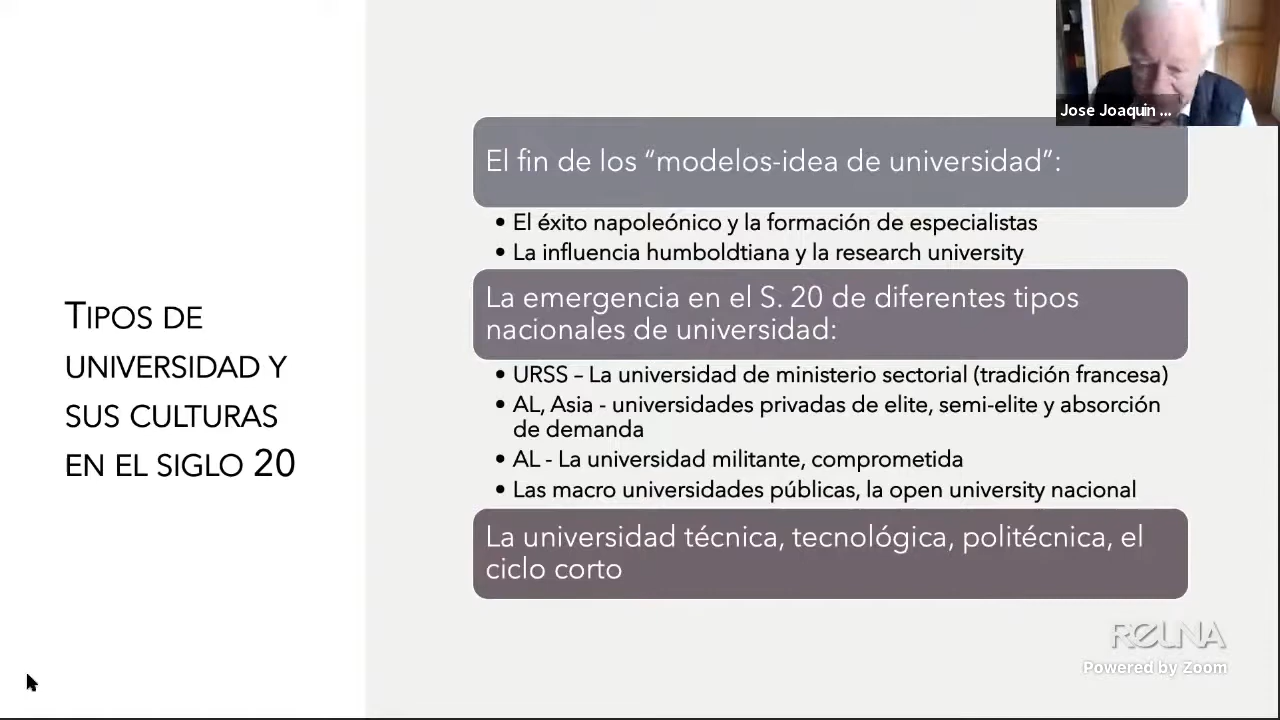 Jose Joaquin ...
TIPOS DE
UNIVERSIDAD Y
SUS CULTURAS
EN EL SIGLO 20
El fin de los “modelos-idea de universidad”:
• El éxito napoleónico y la formación de especialistas
• La influencia humboldtiana y la research university
La emergencia en el S. 20 de diferentes tipos
nacionales de universidad:
• URSS – La universidad de ministerio sectorial (tradición francesa)
• AL, Asia - universidades privadas de elite, semi-elite y absorción
de demanda
• AL - La universidad militante, comprometida
• Las macro universidades públicas, la open university nacional
La universidad técnica, tecnológica, politécnica, el
ciclo corto
REUNA
Powered by Zoom